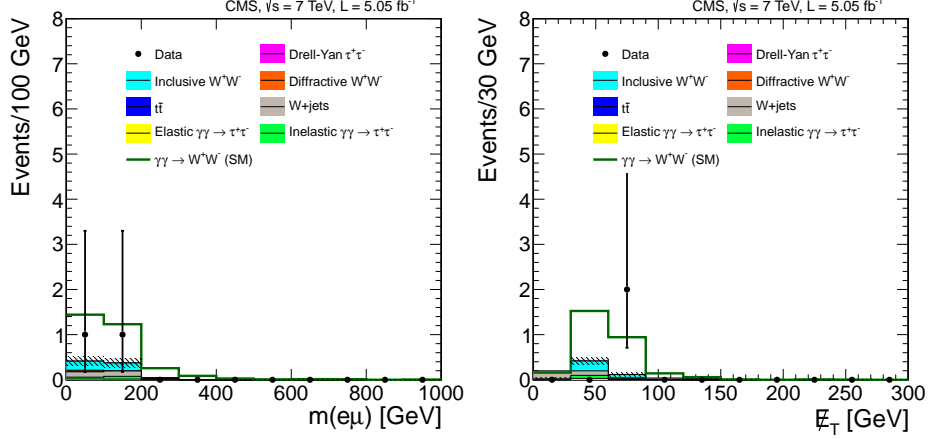 CMS, √s = 7 TeV, L = 5.05 fb⁻¹
Events/100 GeV
8
7
6
5
4
3
2
1
0
Data
Drell-Yan τ⁺τ⁻
Inclusive W⁺W⁻
Diffractive W⁺W⁻
tt̄
W+jets
Elastic γγ → τ⁺τ⁻
Inelastic γγ → τ⁺τ⁻
γγ → W⁺W⁻ (SM)
0 200 400 600 800 1000
m(eμ) [GeV]
CMS, √s = 7 TeV, L = 5.05 fb⁻¹
Events/30 GeV
8
7
6
5
4
3
2
1
0
Data
Drell-Yan τ⁺τ⁻
Inclusive W⁺W⁻
Diffractive W⁺W⁻
tt̄
W+jets
Elastic γγ → τ⁺τ⁻
Inelastic γγ → τ⁺τ⁻
γγ → W⁺W⁻ (SM)
0 50 100 150 200 250 300
E̸_T [GeV]